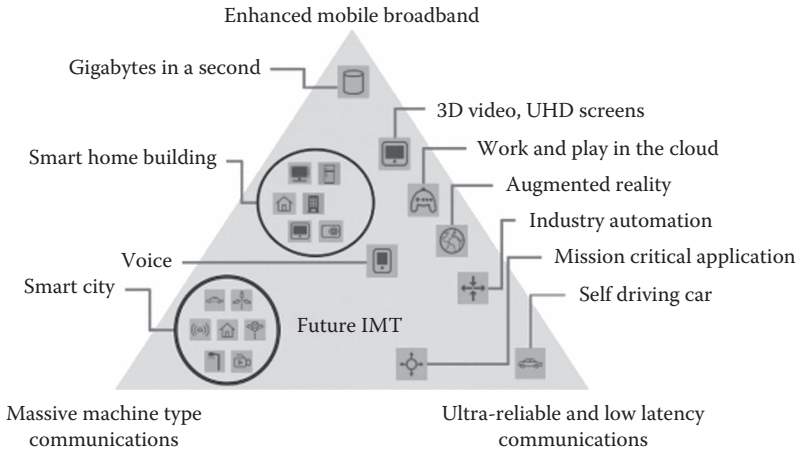 Enhanced mobile broadband
Gigabytes in a second
3D video, UHD screens
Smart home building
Work and play in the cloud
Augmented reality
Industry automation
Voice
Mission critical application
Smart city
Self driving car
Future IMT
Massive machine type
communications
Ultra-reliable and low latency
communications